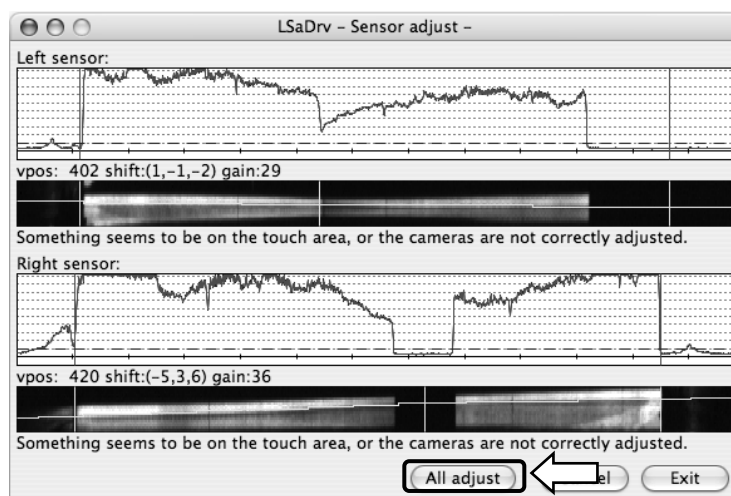 LSaDrv – Sensor adjust –
Left sensor:
vpos: 402 shift:(1,-1,-2) gain:29
Something seems to be on the touch area, or the cameras are not correctly adjusted.
Right sensor:
vpos: 420 shift:(-5,3,6) gain:36
Something seems to be on the touch area, or the cameras are not correctly adjusted.
All adjust el Exit